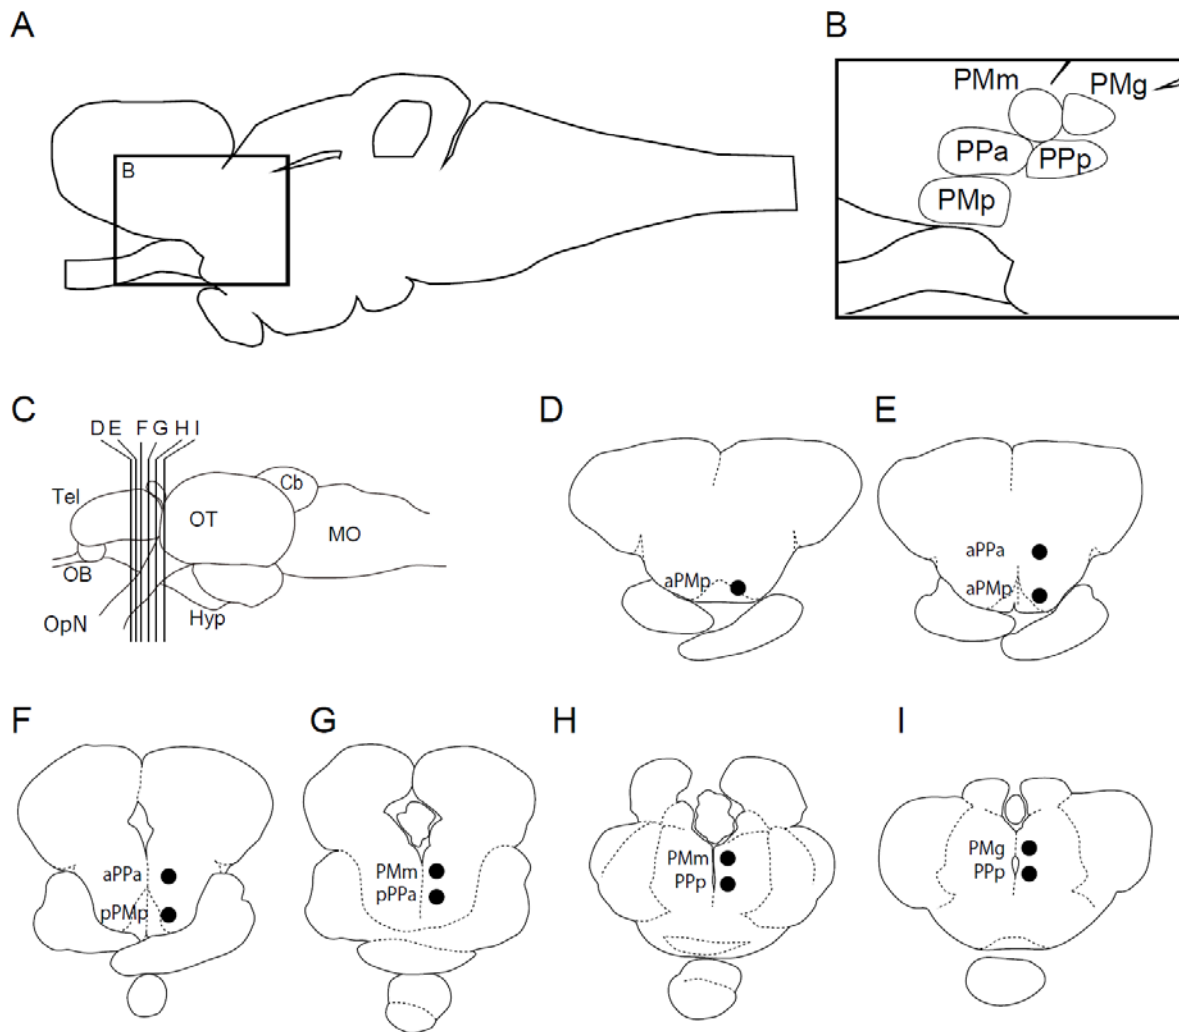 A
B
B
PMm
PMg
PPa
PPp
PMp
C
D E F G H I
Tel
Cb
OT
MO
OB
OpN
Hyp
D
aPMp
E
aPPa
aPMp
F
aPPa
pPMp
G
PMm
pPPa
H
PMm
PPp
I
PMg
PPp